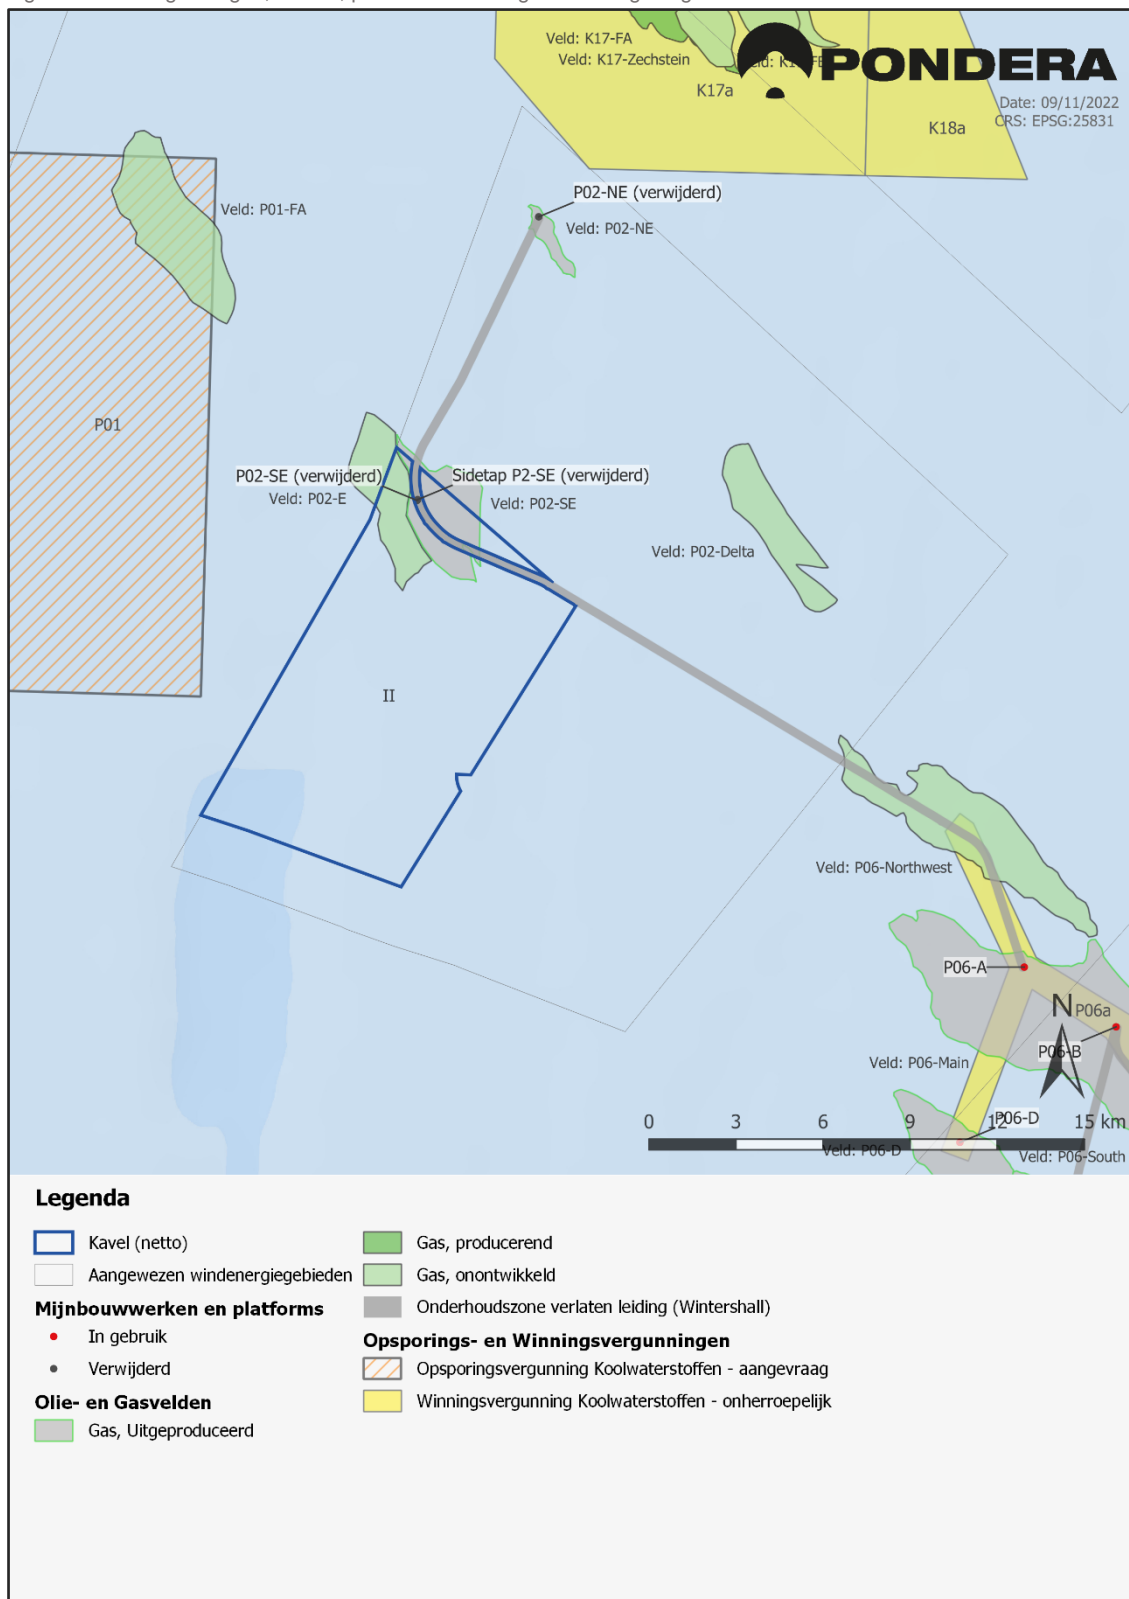 Veld: K17-FA
Veld: K17-Zechstein
PONDERA
K17a
Date: 09/11/2022
CRS: EPSG:25831
K18a
P02-NE (verwijderd)
Veld: P01-FA
Veld: P02-NE
P01
P02-SE (verwijderd)
Sidetap P2-SE (verwijderd)
Veld: P02-E
Veld: P02-SE
Veld: P02-Delta
II
Veld: P06-Northwest
P06-A
N
P06a
P06-B
Veld: P06-Main
0 3 6 9 12 15 km
P06-D
Veld: P06-D
Veld: P06-South
Legenda
Kavel (netto)
Aangewezen windenergiegebieden
Mijnbouwwerken en platforms
In gebruik
Verwijderd
Olie- en Gasvelden
Gas, Uitgeproduceerd
Gas, producerend
Gas, onontwikkeld
Onderhoudszone verlaten leiding (Wintershall)
Opsporings- en Winningsvergunningen
Opsporingsvergunning Koolwaterstoffen - aangevraag
Winningsvergunning Koolwaterstoffen - onherroepelijk